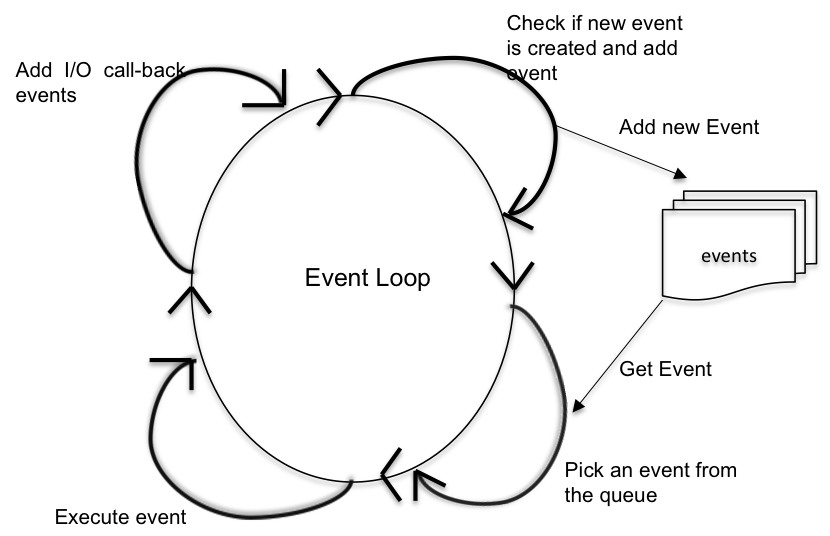 Check if new event
is created and add
event
Add I/O call-back
events
Add new Event
events
Event Loop
Get Event
Pick an event from
the queue
Execute event